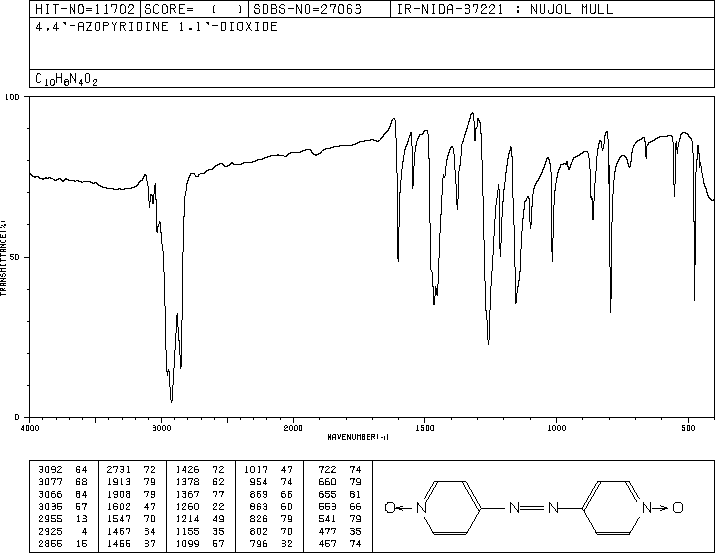 HIT-NO=11702 SCORE= ( ) SDBS-NO=27063 IR-NIDA-37221 : NUJOL MULL
4,4'-AZOPYRIDINE 1,1'-DIOXIDE
C10H8N4O2
100
50
0
TRANSMITTANCE(%)
4000 3000 2000 1500 1000 500
WAVENUMBER(-1)
3092 64 2731 72 1426 72 1017 47 722 74
3077 68 1913 79 1378 62 954 74 660 79
3066 64 1908 79 1367 77 869 66 655 81
3035 67 1602 47 1260 22 863 60 553 66
2955 13 1547 70 1214 49 826 79 541 79
2925 4 1467 34 1155 35 802 70 477 35
2855 15 1456 37 1099 57 796 32 457 74
O N N N N O